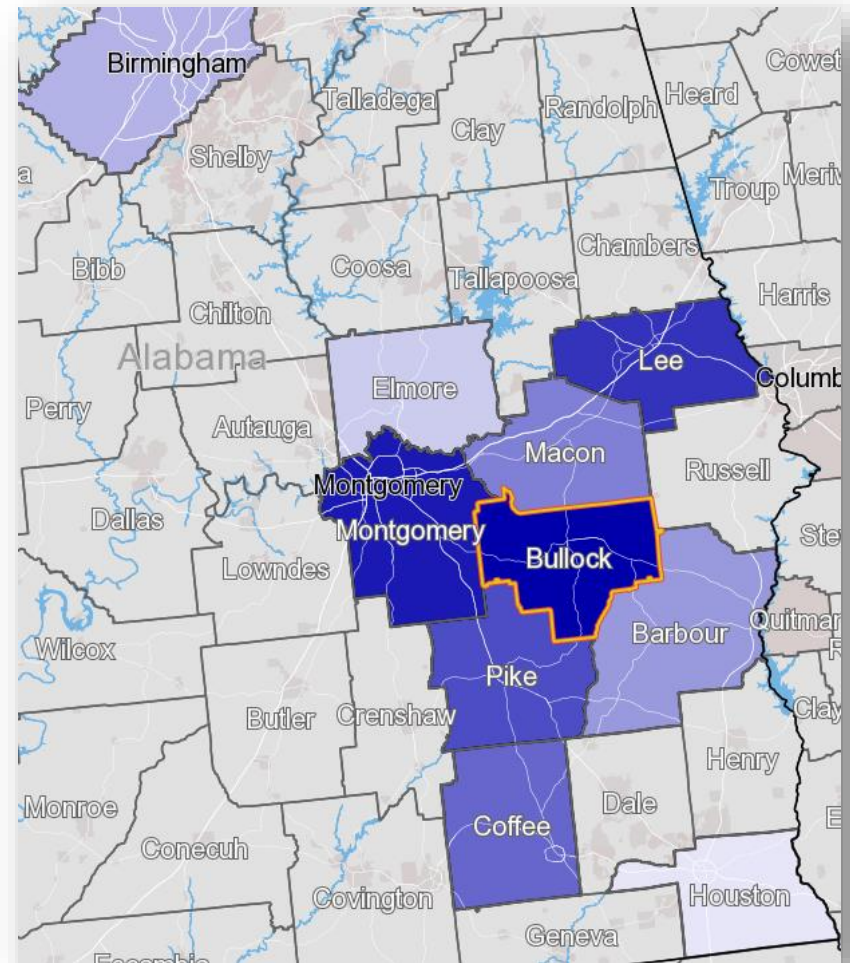 Birmingham
Cowet
Talladega
Randolph
Heard
Clay
Shelby
a
Troup
Meriv
Chambers
Bibb
Coosa
Tallapoosa
Harris
Chilton
Alabama
Lee
Columb
Elmore
Perry
Autauga
Macon
Russell
Montgomery
Dallas
Montgomery
Ste
Bullock
Lowndes
Quitmar
Barbour
Wilcox
Pike
Clay
Butler
Crenshaw
Henry
Monroe
Dale
E
Coffee
Conecuh
Covington
Houston
Geneva